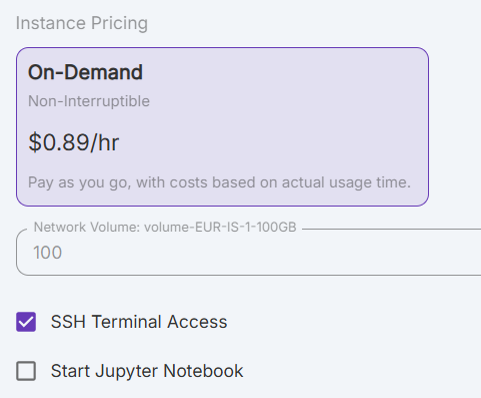 Instance Pricing
On-Demand
Non-Interruptible
$0.89/hr
Pay as you go, with costs based on actual usage time.
Network Volume: volume-EUR-IS-1-100GB
100
SSH Terminal Access
Start Jupyter Notebook